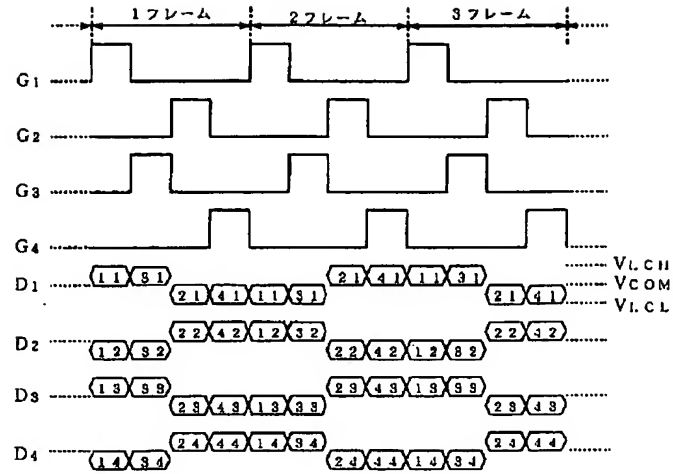 1フレーム 2フレーム 3フレーム
G1
G2
G3
G4
D1 11 31 21 41 11 31 21 41 11 31 21 41
VLCH
VCOM
VLCL
D2 12 32 22 42 12 32 22 42 12 32 22 42
D3 13 33 23 43 13 33 23 43 13 33 23 43
D4 14 34 24 44 14 34 24 44 14 34 24 44